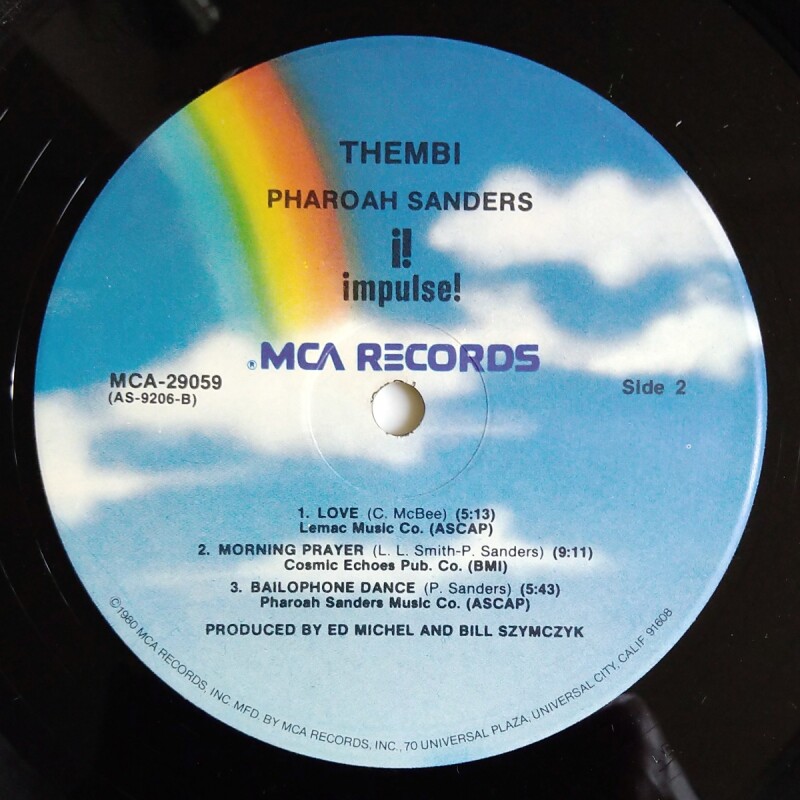 THEMBI
PHAROAH SANDERS
i!
impulse!
® MCA RECORDS
MCA-29059
(AS-9206-B)
Side 2
1. LOVE (C. McBee) (5:13)
Lemac Music Co. (ASCAP)
2. MORNING PRAYER (L. L. Smith-P. Sanders) (9:11)
Cosmic Echoes Pub. Co. (BMI)
3. BAILOPHONE DANCE (P. Sanders) (5:43)
Pharoah Sanders Music Co. (ASCAP)
PRODUCED BY ED MICHEL AND BILL SZYMCZYK
©1980 MCA RECORDS, INC. MFD. BY MCA RECORDS, INC., 70 UNIVERSAL PLAZA, UNIVERSAL CITY, CALIF. 91608